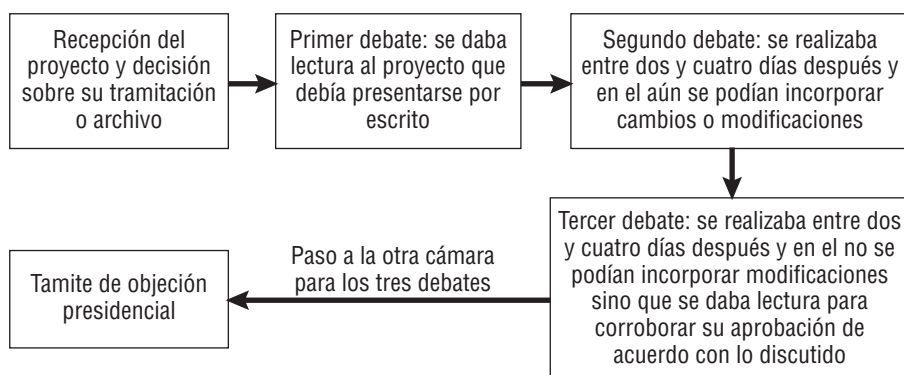 Recepción del
proyecto y decisión
sobre su tramitación
o archivo
Primer debate: se daba
lectura al proyecto que
debía presentarse por
escrito
Segundo debate: se realizaba
entre dos y cuatro días después y
en el aún se podían incorporar
cambios o modificaciones
Tercer debate: se realizaba entre dos
y cuatro días después y en el no se
podían incorporar modificaciones
sino que se daba lectura para
corroborar su aprobación de
acuerdo con lo discutido
Paso a la otra cámara
para los tres debates
Tamite de objeción
presidencial